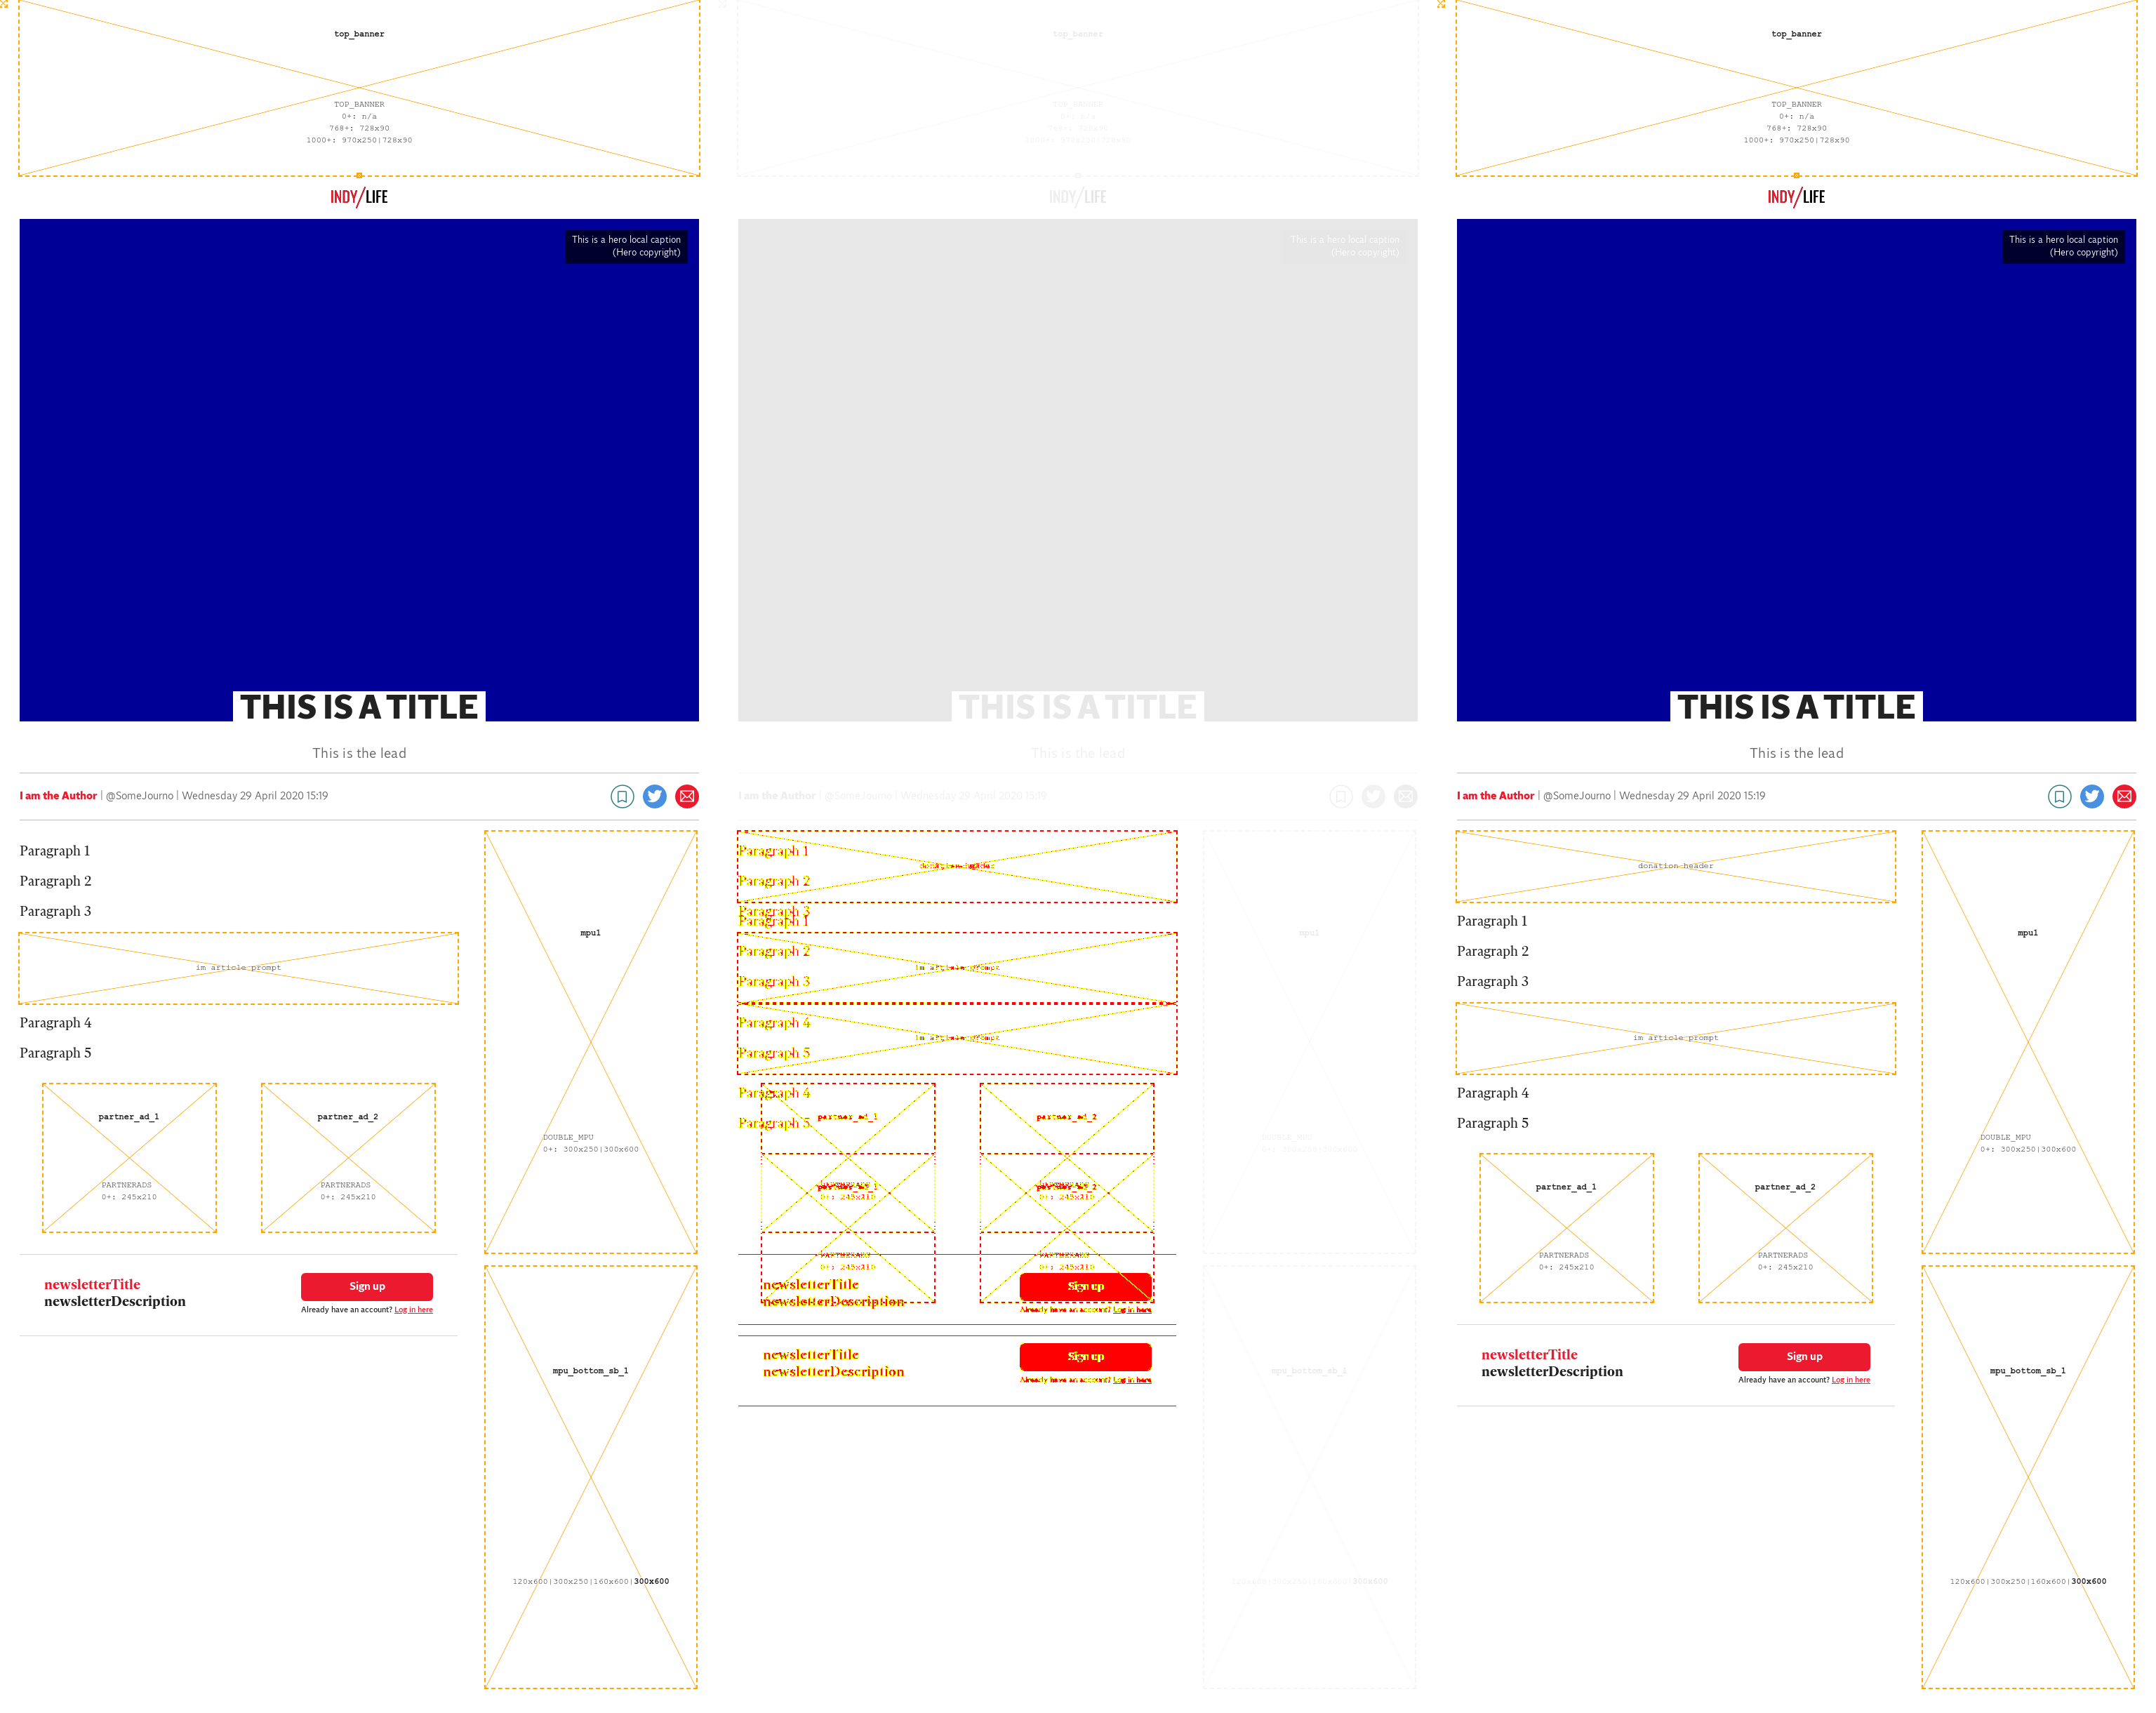 top_banner
TOP_BANNER
0+: n/a
768+: 728x90
1000+: 970x250|728x90
INDY/LIFE
This is a hero local caption
(Hero copyright)
THIS IS A TITLE
This is the lead
I am the Author | @SomeJourno | Wednesday 29 April 2020 15:19
Paragraph 1
Paragraph 2
Paragraph 3
im article prompt
Paragraph 4
Paragraph 5
partner_ad_1
PARTNERADS
0+: 245x210
partner_ad_2
PARTNERADS
0+: 245x210
newsletterTitle
newsletterDescription
Sign up
Already have an account? Log in here
mpu1
DOUBLE_MPU
0+: 300x250|300x600
mpu_bottom_sb_1
120x600|300x250|160x600|300x600
top_banner
TOP_BANNER
0+: n/a
768+: 728x90
1000+: 970x250|728x90
INDY/LIFE
This is a hero local caption
(Hero copyright)
THIS IS A TITLE
This is the lead
I am the Author | @SomeJourno | Wednesday 29 April 2020 15:19
Paragraph 1
donation header
Paragraph 2
Paragraph 3
Paragraph 1
Paragraph 2
im article prompt
Paragraph 3
Paragraph 4
im article prompt
Paragraph 5
Paragraph 4
partner_ad_1
partner_ad_2
Paragraph 5
partner_ad_1
0+: 245x210
partner_ad_2
0+: 245x210
PARTNERADS
0+: 245x210
PARTNERADS
0+: 245x210
newsletterTitle
newsletterDescription
Sign up
Already have an account? Log in here
newsletterTitle
newsletterDescription
Sign up
Already have an account? Log in here
mpu1
DOUBLE_MPU
0+: 300x250|300x600
mpu_bottom_sb_1
120x600|300x250|160x600|300x600
top_banner
TOP_BANNER
0+: n/a
768+: 728x90
1000+: 970x250|728x90
INDY/LIFE
This is a hero local caption
(Hero copyright)
THIS IS A TITLE
This is the lead
I am the Author | @SomeJourno | Wednesday 29 April 2020 15:19
donation header
Paragraph 1
Paragraph 2
Paragraph 3
im article prompt
Paragraph 4
Paragraph 5
partner_ad_1
PARTNERADS
0+: 245x210
partner_ad_2
PARTNERADS
0+: 245x210
newsletterTitle
newsletterDescription
Sign up
Already have an account? Log in here
mpu1
DOUBLE_MPU
0+: 300x250|300x600
mpu_bottom_sb_1
120x600|300x250|160x600|300x600